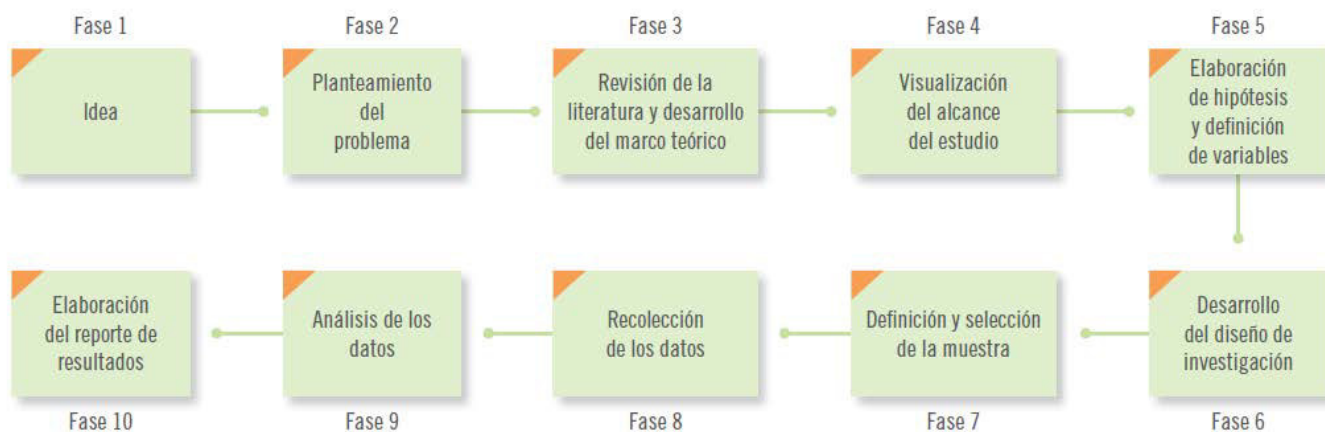 Fase 1
Idea
Fase 2
Planteamiento
del
problema
Fase 3
Revisión de la
literatura y desarrollo
del marco teórico
Fase 4
Visualización
del alcance
del estudio
Fase 5
Elaboración
de hipótesis
y definición
de variables
Desarrollo
del diseño de
investigación
Fase 6
Definición y selección
de la muestra
Fase 7
Recolección
de los datos
Fase 8
Análisis de los
datos
Fase 9
Elaboración
del reporte de
resultados
Fase 10